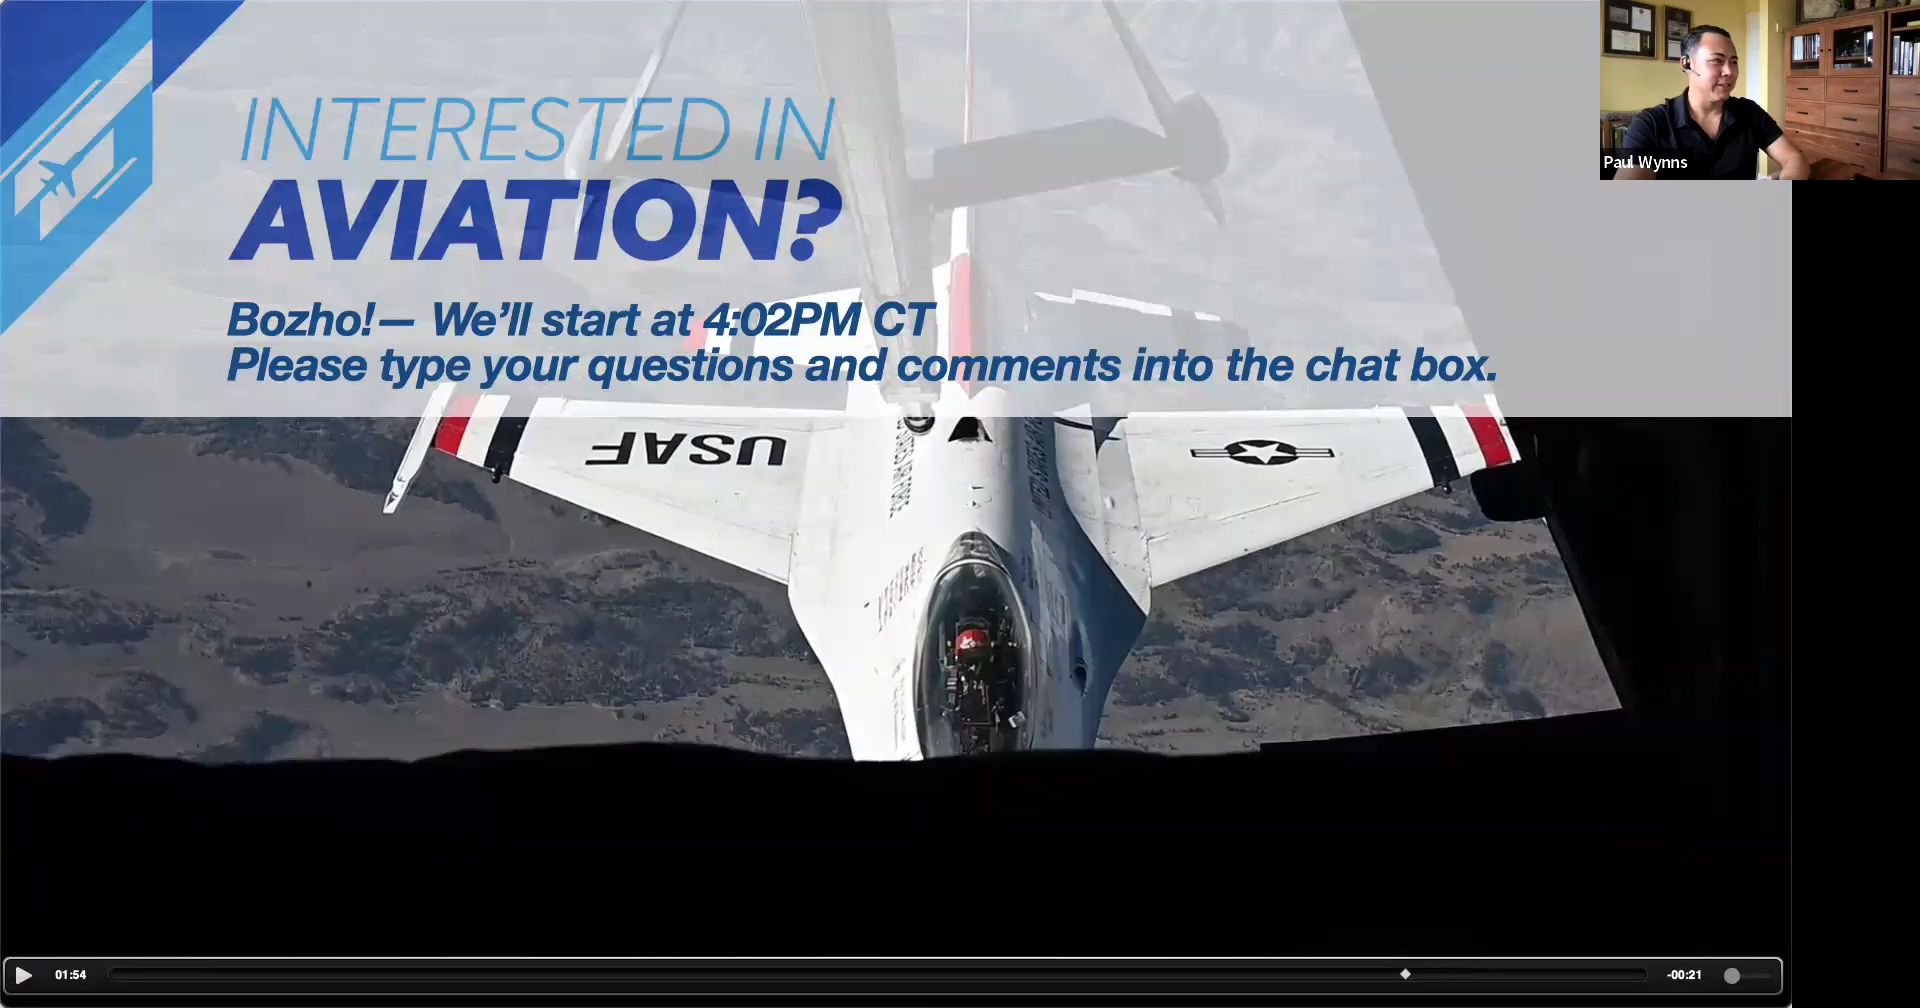 INTERESTED IN
AVIATION?
Bozho!— We'll start at 4:02PM CT
Please type your questions and comments into the chat box.
Paul Wynns
USAF
01:54
-00:21